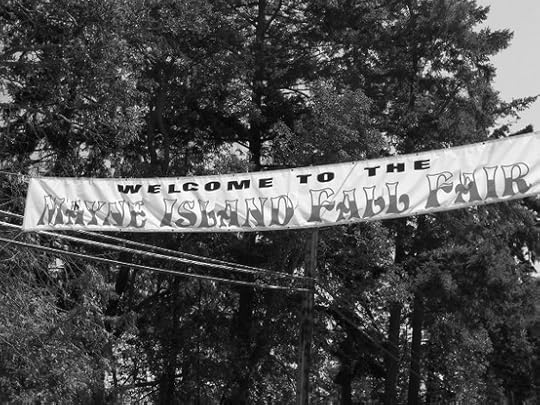 WELCOME TO THE
MAYNE ISLAND FALL FAIR